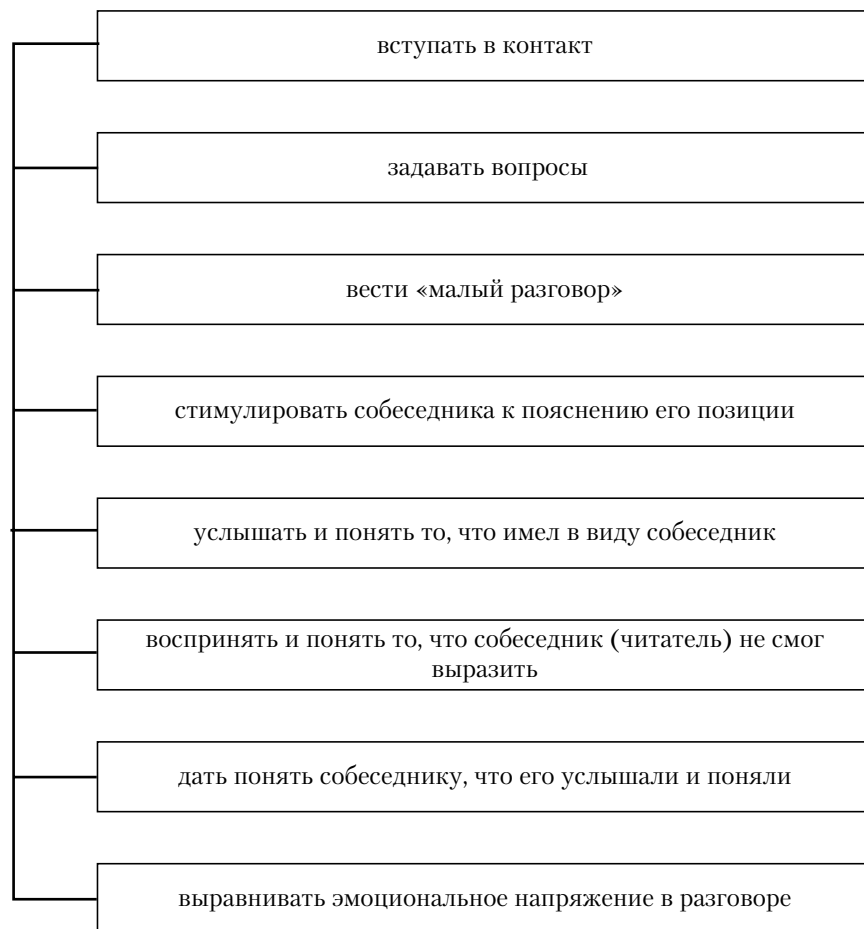 вступать в контакт
задавать вопросы
вести «малый разговор»
стимулировать собеседника к пояснению его позиции
услышать и понять то, что имел в виду собеседник
воспринять и понять то, что собеседник (читатель) не смог
выразить
дать понять собеседнику, что его услышали и поняли
выравнивать эмоциональное напряжение в разговоре